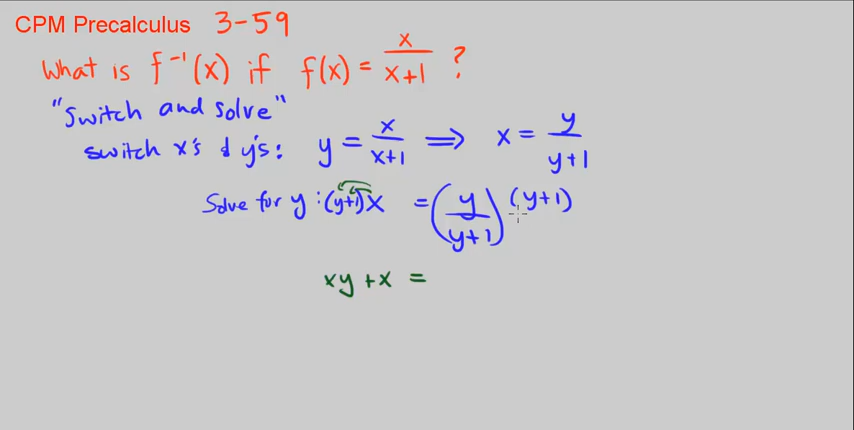 CPM Precalculus 3-59
What is f⁻¹(x) if f(x) = x/(x+1) ?
"Switch and solve"
switch x's & y's: y = x/(x+1) ⟹ x = y/(y+1)
Solve for y : (y+1)x = (y/(y+1)) (y+1)
xy + x =